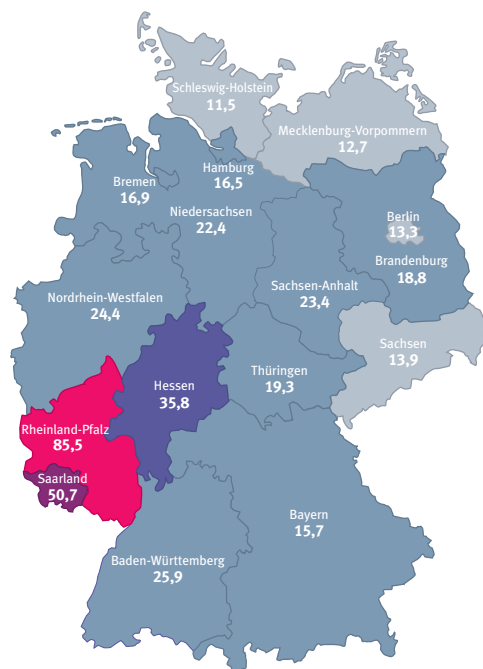 Schleswig-Holstein
11,5
Mecklenburg-Vorpommern
12,7
Hamburg
16,5
Bremen
16,9
Niedersachsen
22,4
Berlin
13,3
Brandenburg
18,8
Sachsen-Anhalt
23,4
Nordrhein-Westfalen
24,4
Sachsen
13,9
Thüringen
19,3
Hessen
35,8
Rheinland-Pfalz
85,5
Saarland
50,7
Bayern
15,7
Baden-Württemberg
25,9